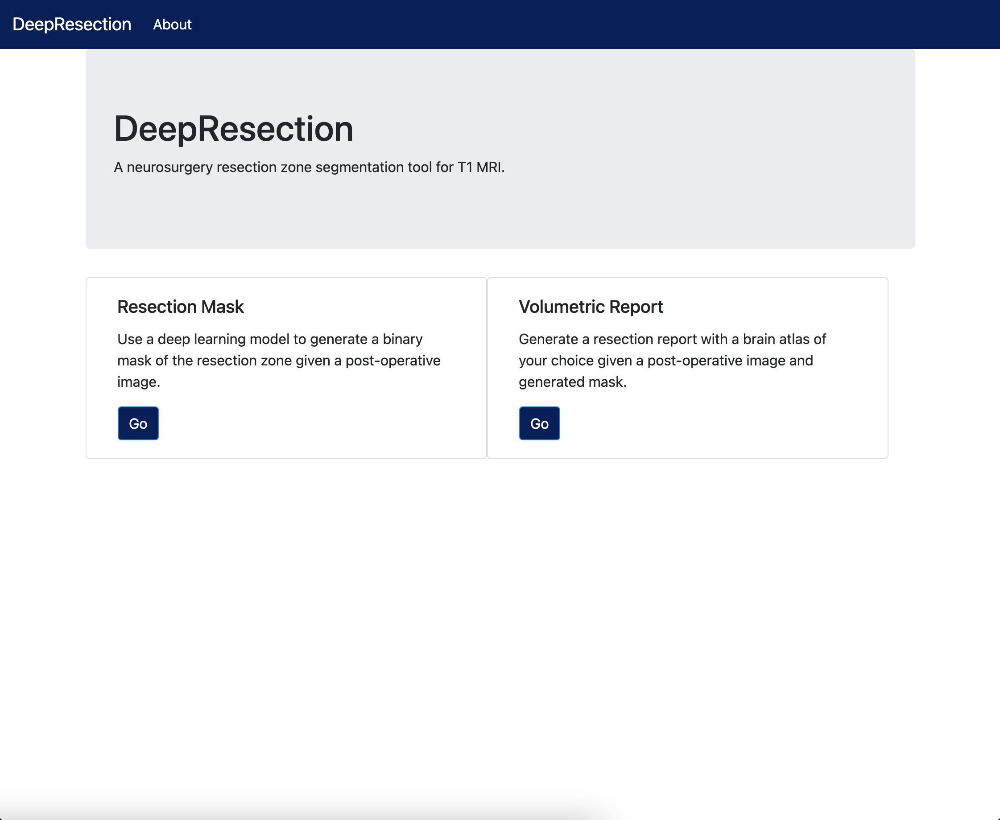 DeepResection About
DeepResection
A neurosurgery resection zone segmentation tool for T1 MRI.
Resection Mask
Use a deep learning model to generate a binary
mask of the resection zone given a post-operative
image.
Go
Volumetric Report
Generate a resection report with a brain atlas of
your choice given a post-operative image and
generated mask.
Go